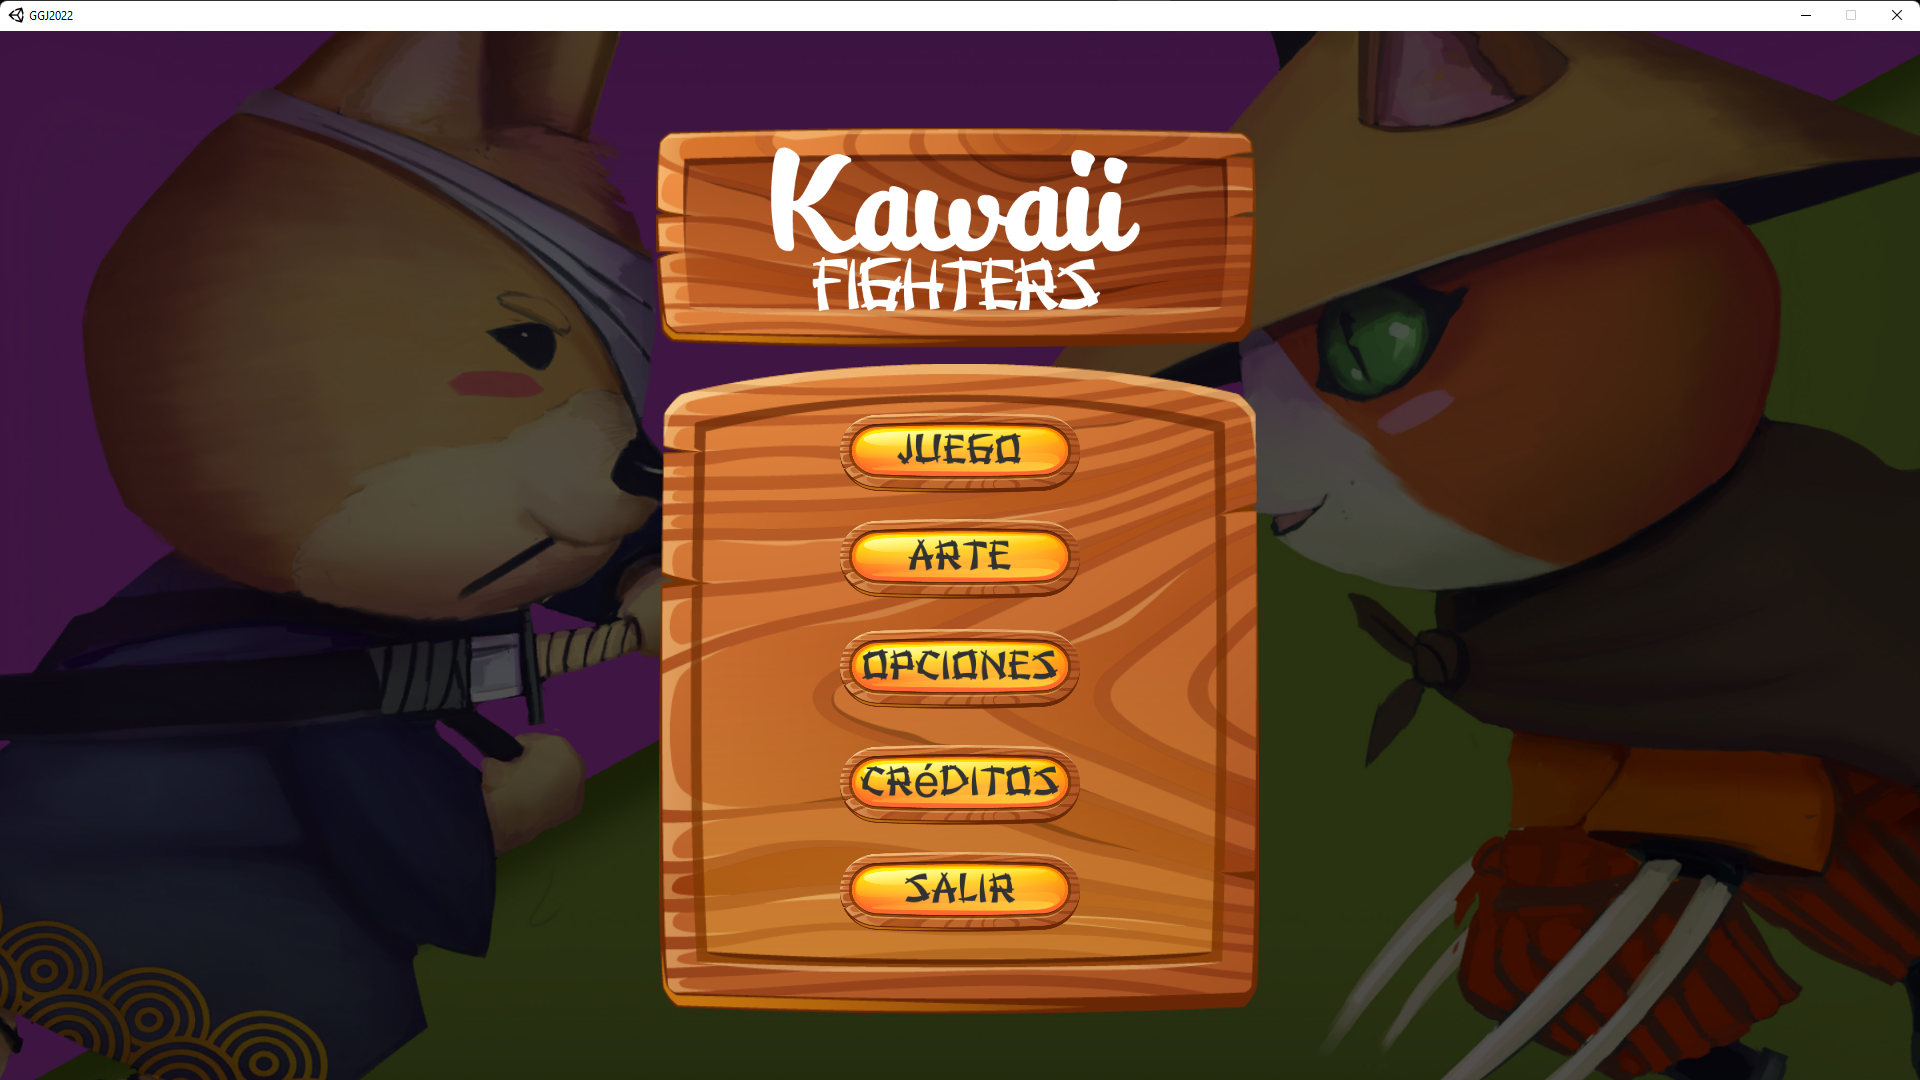 GGJ2022
Kawaii
FIGHTERS
JUEGO
ARTE
OPCIONES
CRéDITOS
SALIR